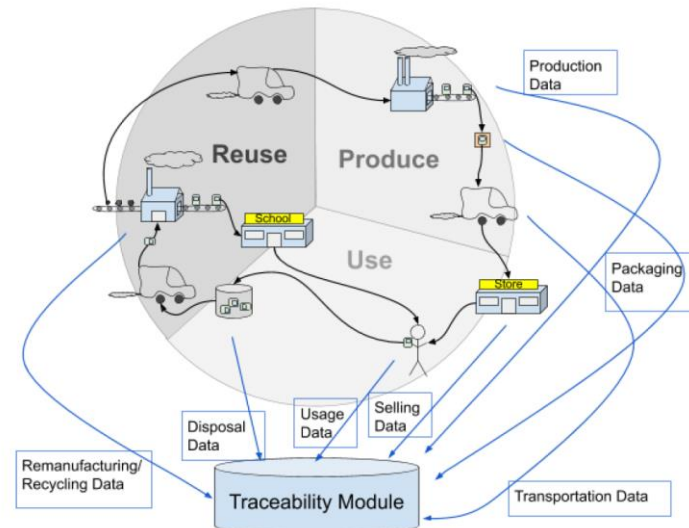 Production
Data
Reuse
Produce
School
Use
Store
Packaging
Data
Disposal
Data
Usage
Data
Selling
Data
Remanufacturing/
Recycling Data
Transportation Data
Traceability Module